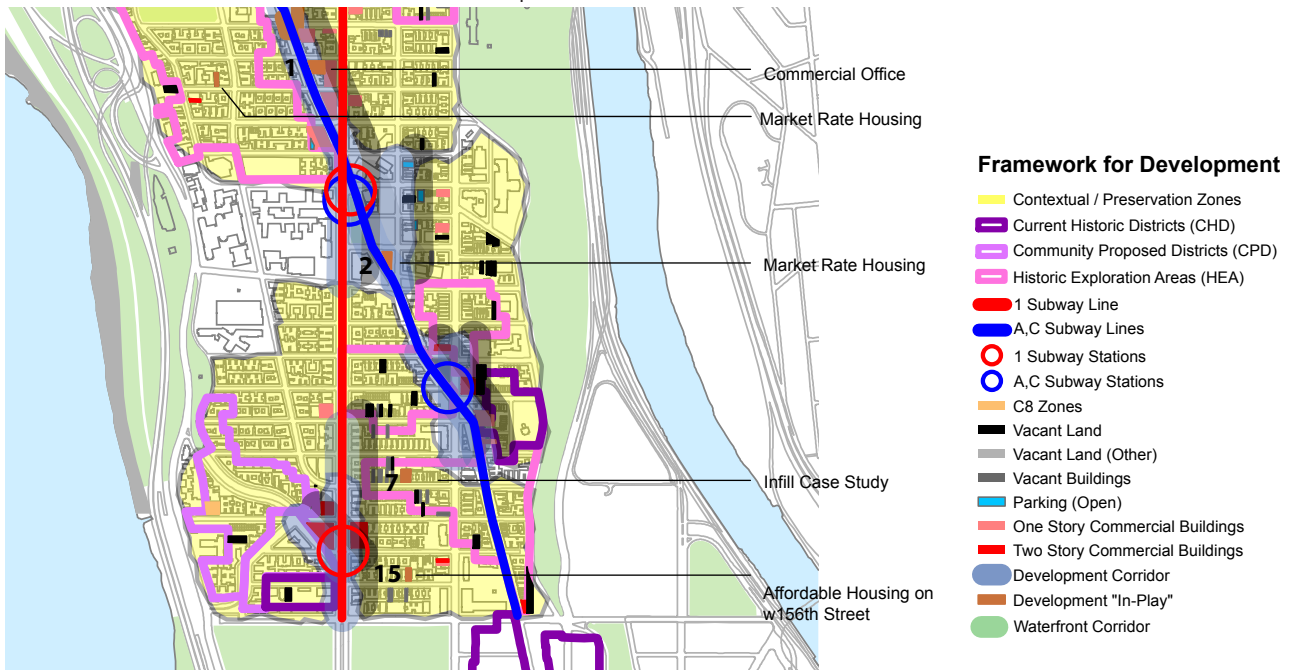 1
Commercial Office
Market Rate Housing
2
Market Rate Housing
7
Infill Case Study
15
Affordable Housing on
w156th Street
Framework for Development
Contextual / Preservation Zones
Current Historic Districts (CHD)
Community Proposed Districts (CPD)
Historic Exploration Areas (HEA)
1 Subway Line
A,C Subway Lines
1 Subway Stations
A,C Subway Stations
C8 Zones
Vacant Land
Vacant Land (Other)
Vacant Buildings
Parking (Open)
One Story Commercial Buildings
Two Story Commercial Buildings
Development Corridor
Development "In-Play"
Waterfront Corridor